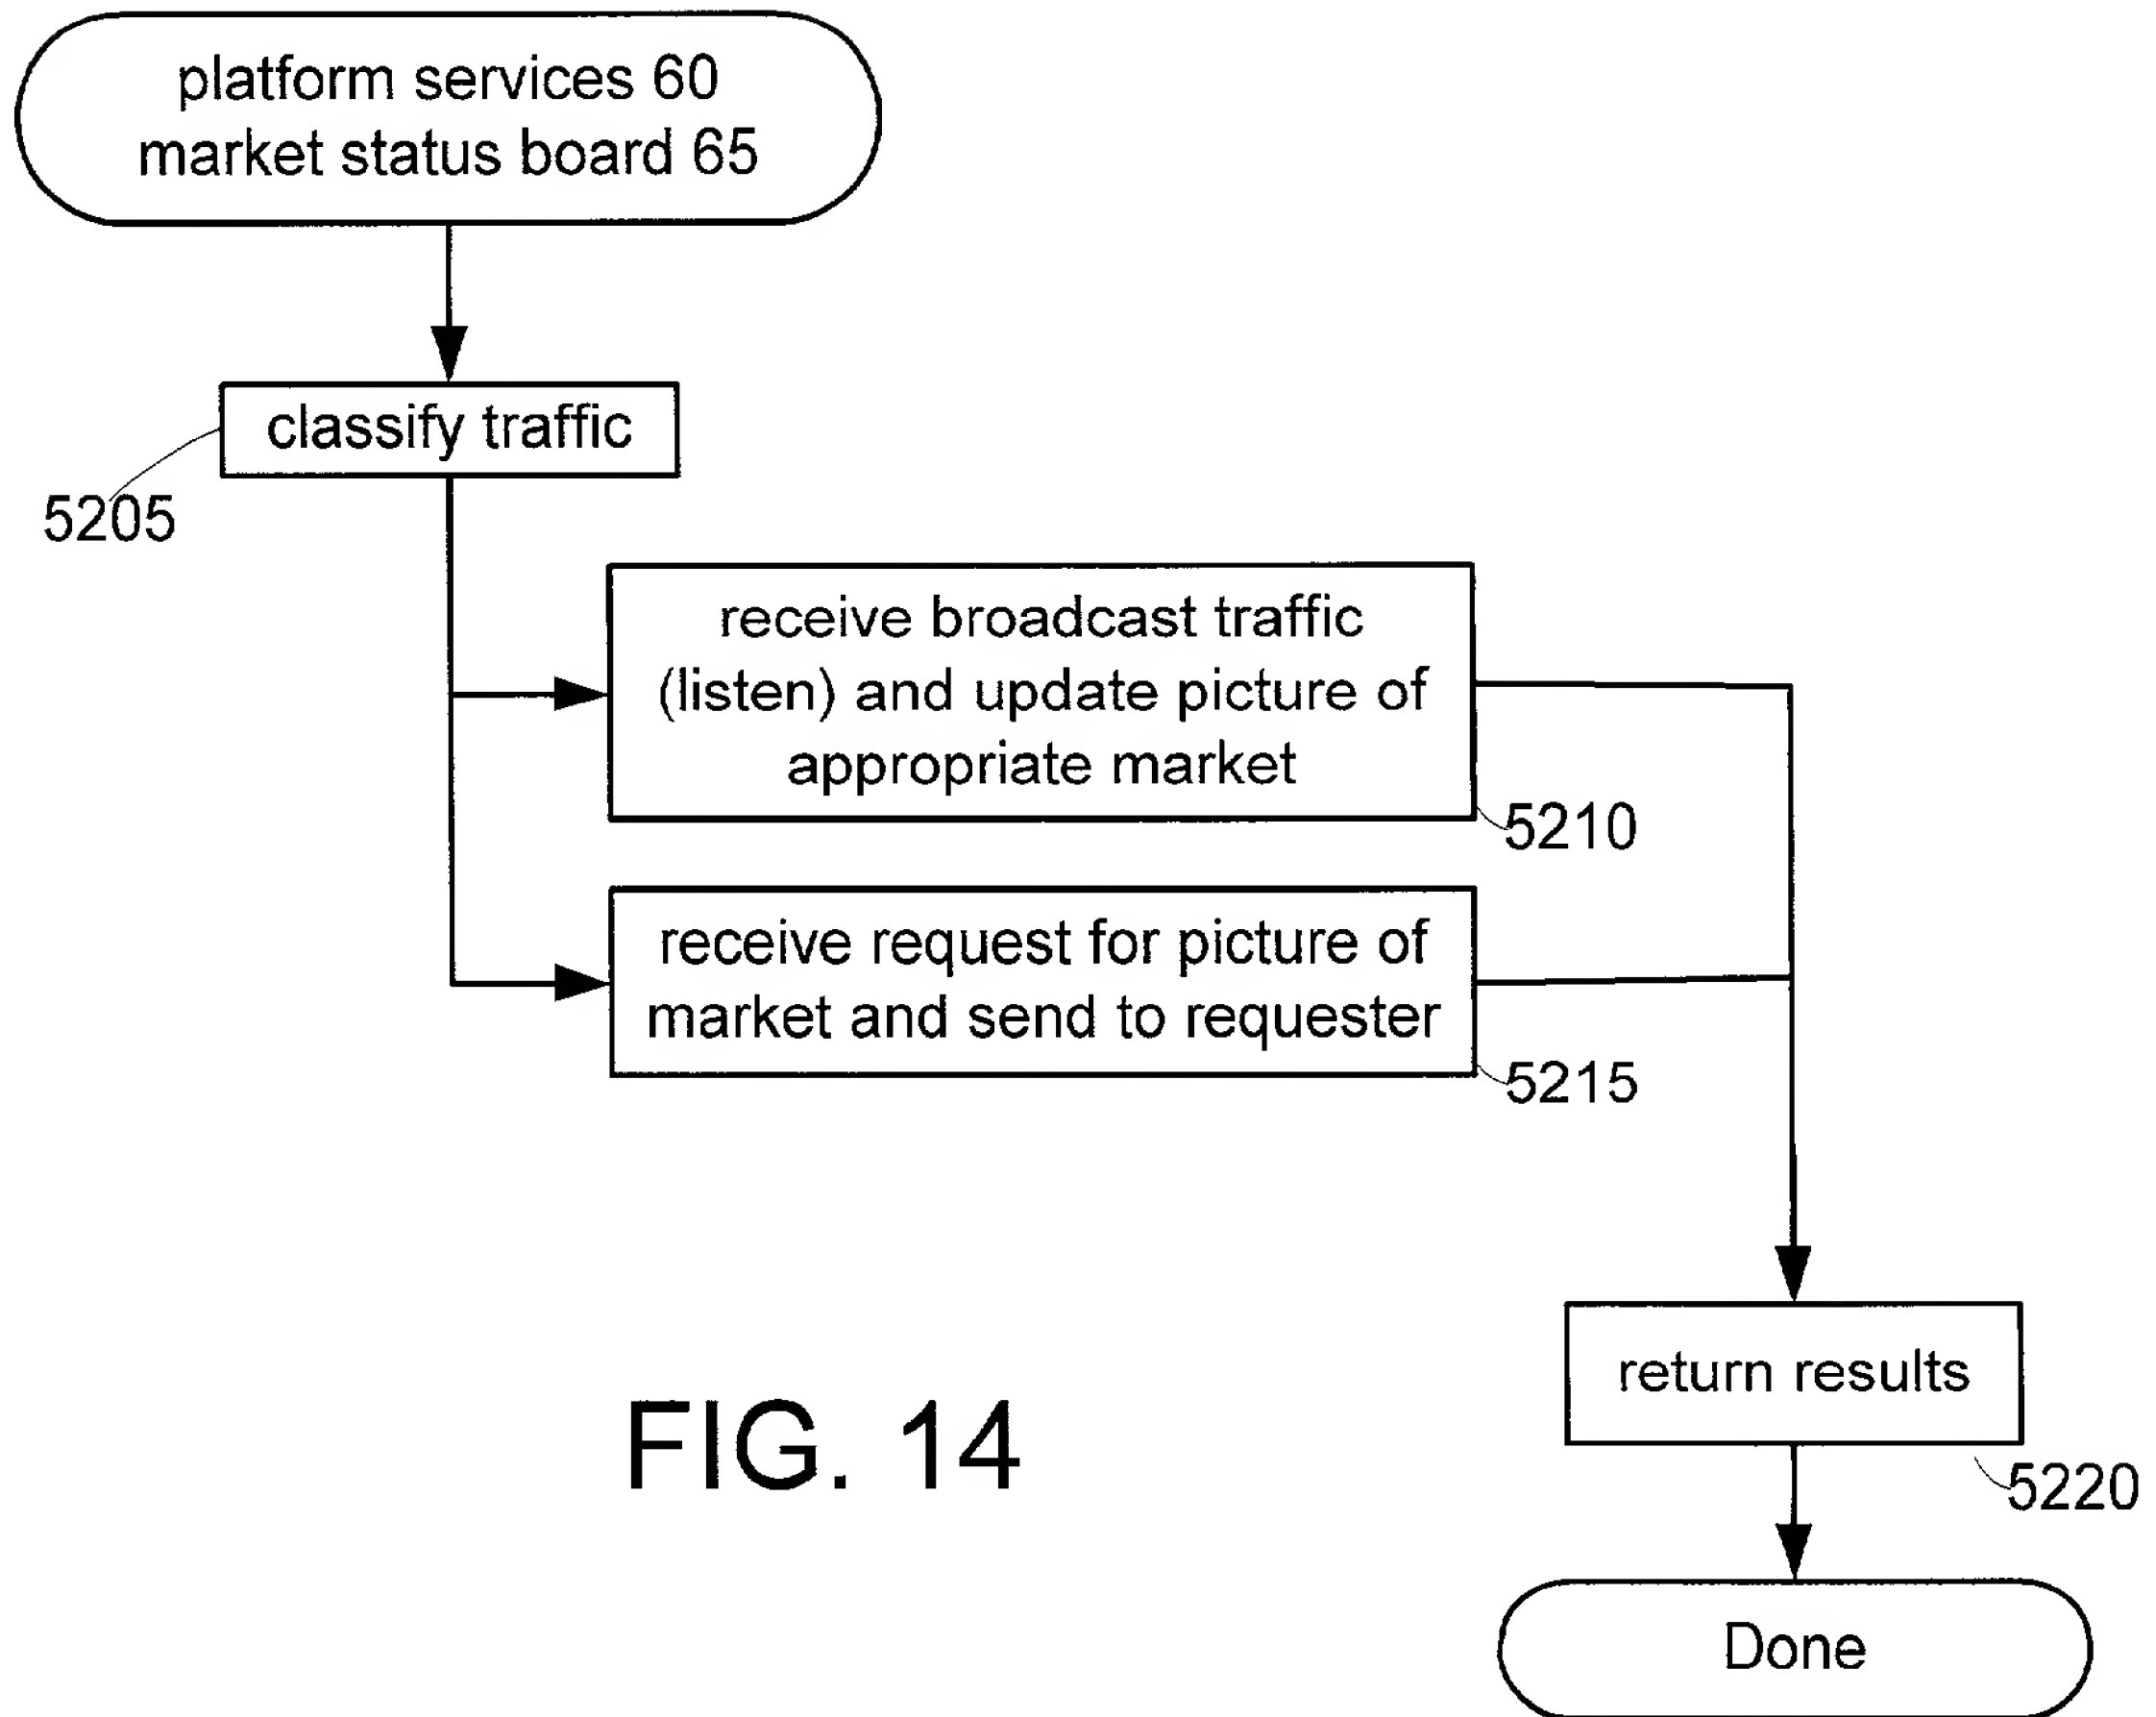 platform services 60
market status board 65
classify traffic
5205
receive broadcast traffic
(listen) and update picture of
appropriate market
5210
receive request for picture of
market and send to requester
5215
return results
5220
FIG. 14
Done